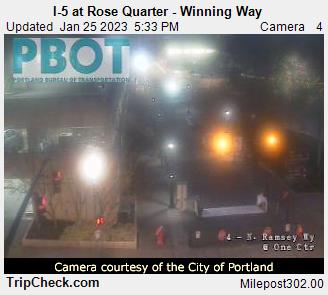 I-5 at Rose Quarter - Winning Way
Updated Jan 25 2023 5:33 PM Camera 4
PBOT
PORTLAND BUREAU OF TRANSPORTATION
4 - N. Ramsey Wy
@ One Ctr
Camera courtesy of the City of Portland
TripCheck.com Milepost302.00